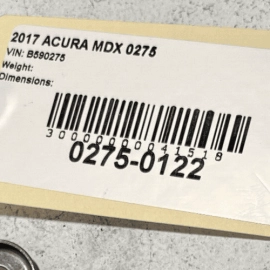 2017 ACURA MDX 0275
VIN: B590275
Weight:
Dimensions:
3000000041518
0275-0122